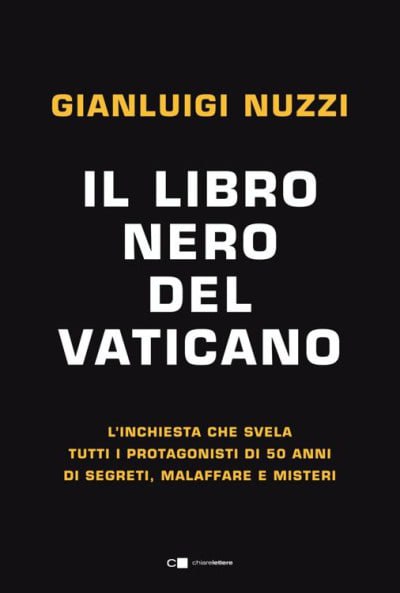 GIANLUIGI NUZZI
IL LIBRO
NERO
DEL
VATICANO
L'INCHIESTA CHE SVELA
TUTTI I PROTAGONISTI DI 50 ANNI
DI SEGRETI, MALAFFARE E MISTERI
C chiarelettere